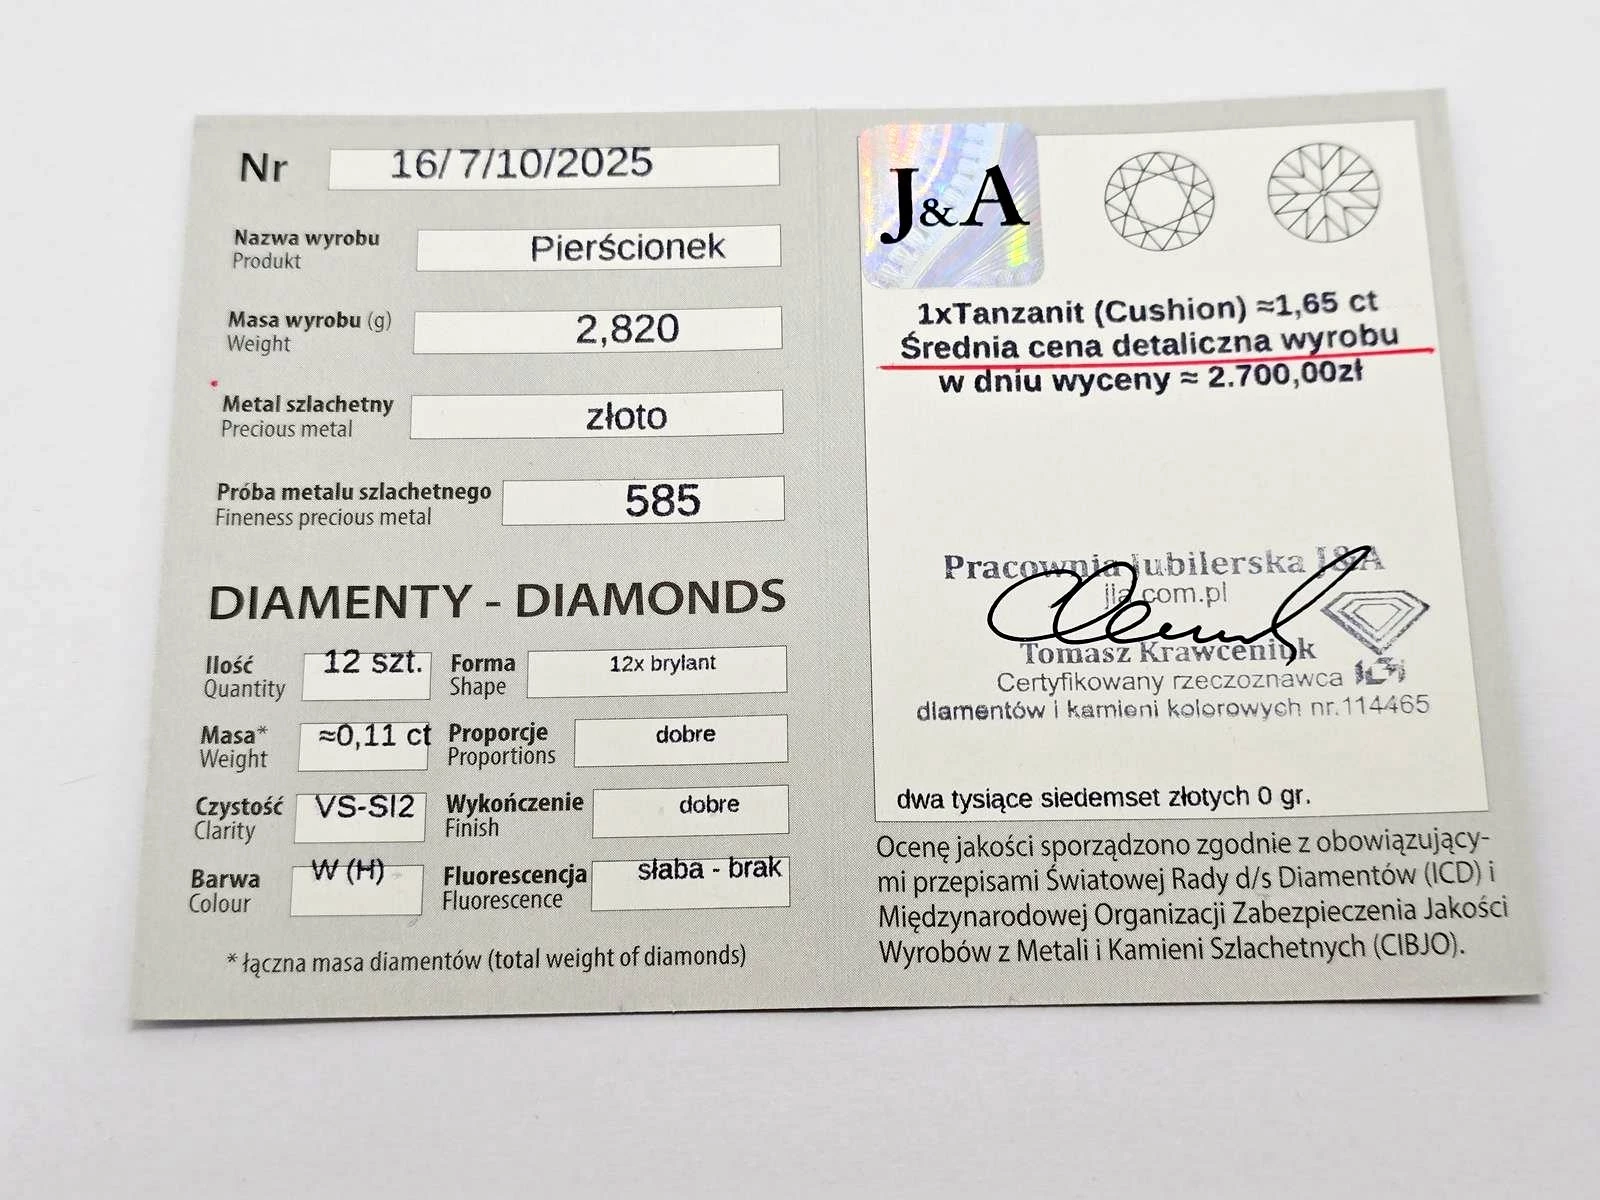 Nr 16/7/10/2025
Nazwa wyrobu Pierścionek
Produkt
Masa wyrobu (g) 2,820
Weight
Metal szlachetny złoto
Precious metal
Próba metalu szlachetnego 585
Fineness precious metal
DIAMENTY - DIAMONDS
Ilość 12 szt. Forma 12x brylant
Quantity Shape
Masa* ≈0,11 ct Proporcje dobre
Weight Proportions
Czystość VS-SI2 Wykończenie dobre
Clarity Finish
Barwa W (H) Fluorescencja słaba - brak
Colour Fluorescence
* łączna masa diamentów (total weight of diamonds)
J&A
1xTanzanit (Cushion) ≈1,65 ct
Średnia cena detaliczna wyrobu
w dniu wyceny ≈ 2.700,00zł
Pracownia Jubilerska J&A
jla.com.pl
Tomasz Krawceniuk
Certyfikowany rzeczoznawca
diamentów i kamieni kolorowych nr.114465
dwa tysiące siedemset złotych 0 gr.
Ocenę jakości sporządzono zgodnie z obowiązujący-
mi przepisami Światowej Rady d/s Diamentów (ICD) i
Międzynarodowej Organizacji Zabezpieczenia Jakości
Wyrobów z Metali i Kamieni Szlachetnych (CIBJO).